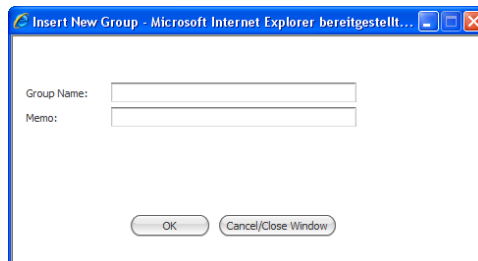 Insert New Group - Microsoft Internet Explorer bereitgestellt...
Group Name:
Memo:
OK
Cancel/Close Window